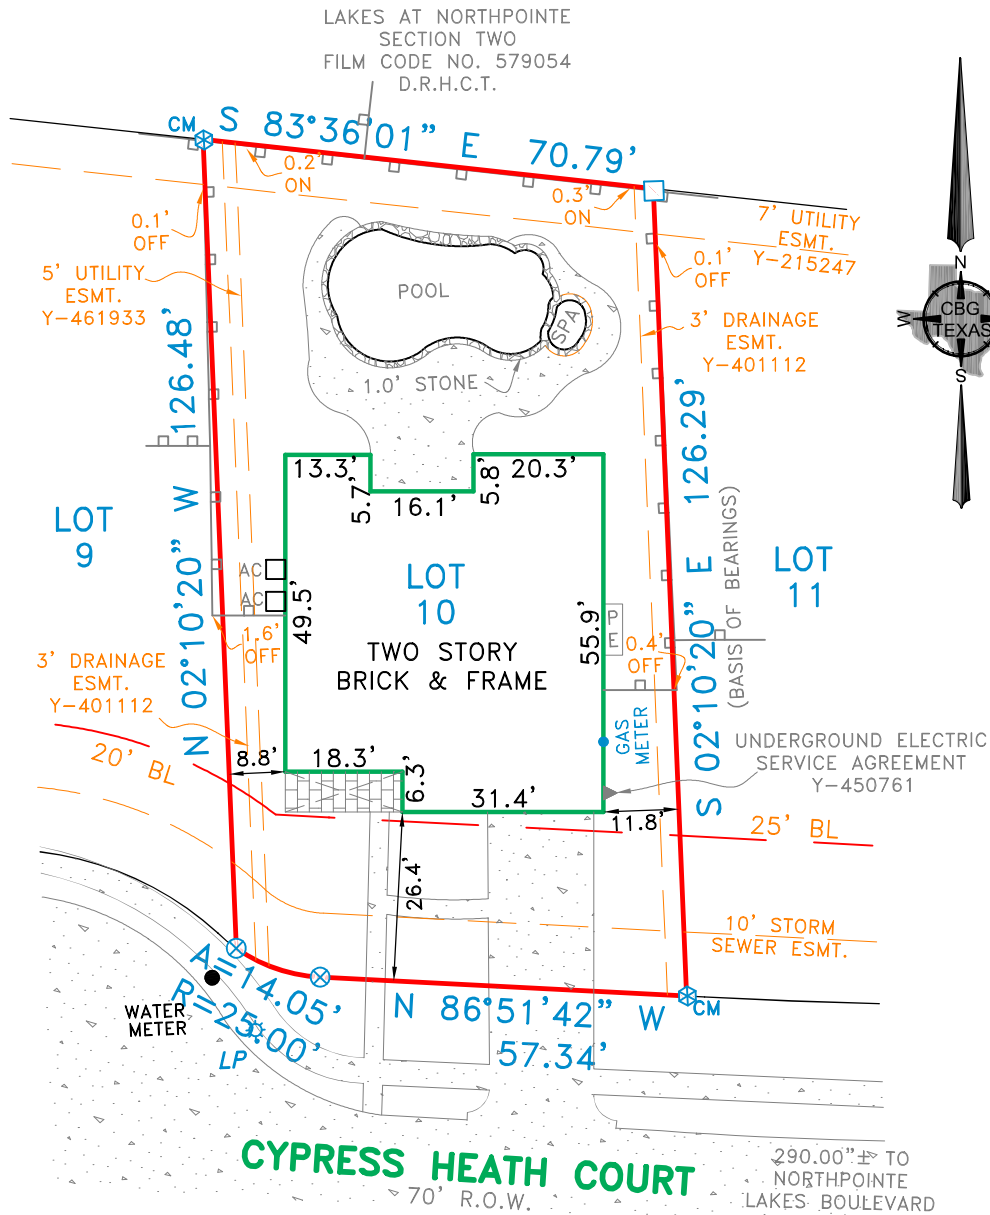 LAKES AT NORTHPOINTE
SECTION TWO
FILM CODE NO. 579054
D.R.H.C.T.
CM
S 83°36'01" E 70.79'
0.2'
ON
0.3'
ON
0.1'
OFF
7' UTILITY
ESMT.
Y-215247
0.1'
OFF
5' UTILITY
ESMT.
Y-461933
POOL
SPA
1.0' STONE
3' DRAINAGE
ESMT.
Y-401112
N
W
CBG
TEXAS
S
N 02°10'20" W 126.48'
S 02°10'20" E 126.29'
(BASIS OF BEARINGS)
13.3'
5.7'
16.1'
5.8'
20.3'
LOT
9
LOT
10
LOT
11
AC
AC
49.5'
55.9'
TWO STORY
BRICK & FRAME
P
E
1.6'
OFF
0.4'
OFF
3' DRAINAGE
ESMT.
Y-401112
GAS
METER
UNDERGROUND ELECTRIC
SERVICE AGREEMENT
Y-450761
20' BL
8.8'
18.3'
6.3'
31.4'
11.8'
25' BL
26.4'
10' STORM
SEWER ESMT.
A=14.05'
R=25.00'
WATER
METER
LP
N 86°51'42" W
57.34'
CM
CYPRESS HEATH COURT
70' R.O.W.
290.00"± TO
NORTHPOINTE
LAKES BOULEVARD